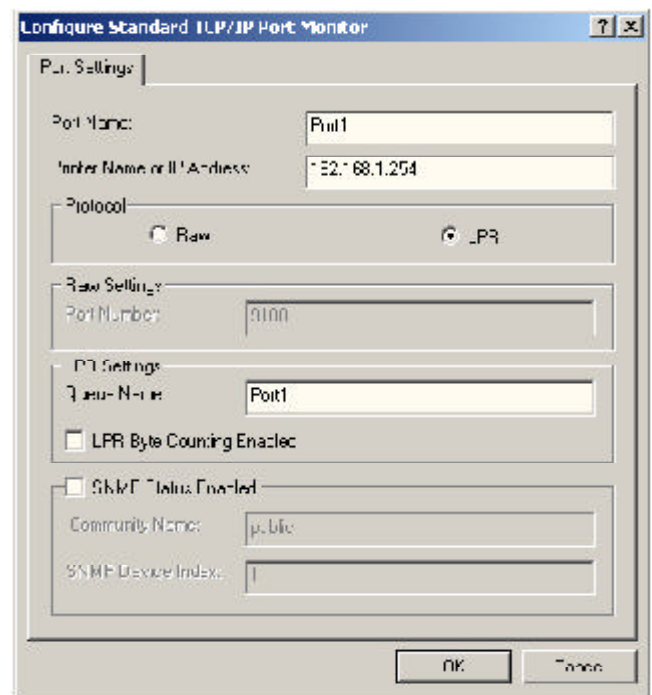 Configure Standard TCP/IP Port Monitor
Port Settings
Port Name:
Port1
Printer Name or IP Address:
192.168.1.254
Protocol
Raw
LPR
Raw Settings
Port Number:
9100
LPR Settings
Queue Name:
Port1
LPR Byte Counting Enabled
SNMP Status Enabled
Community Name:
public
SNMP Device Index:
1
OK
Cancel